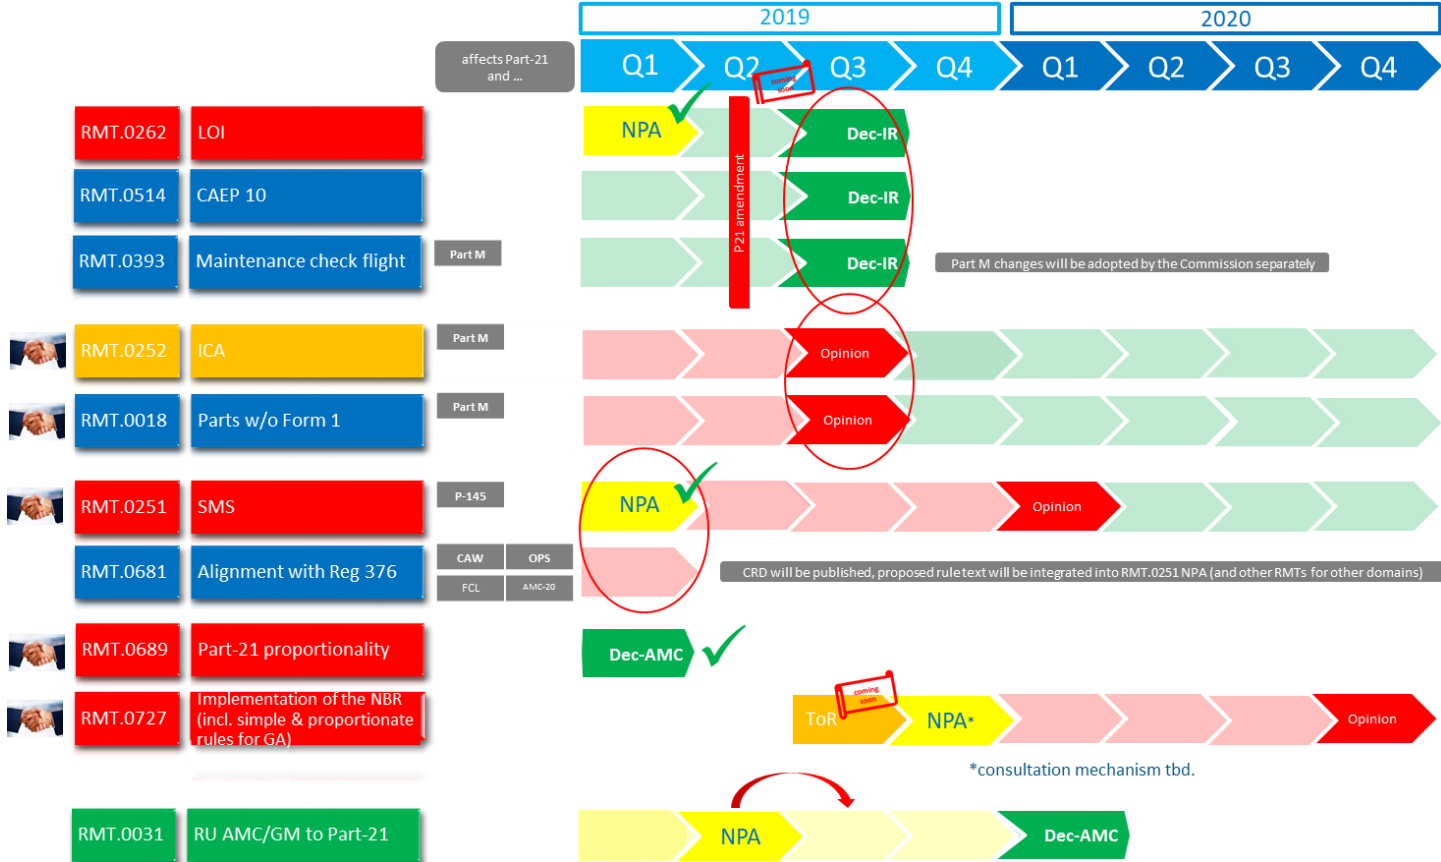 2019
2020
affects Part-21
and ...
Q1
Q2
Q3
Q4
Q1
Q2
Q3
Q4
coming
soon
RMT.0262
LOI
NPA
Dec-IR
P21 amendment
RMT.0514
CAEP 10
Dec-IR
RMT.0393
Maintenance check flight
Part M
Dec-IR
Part M changes will be adopted by the Commission separately
RMT.0252
ICA
Part M
Opinion
RMT.0018
Parts w/o Form 1
Part M
Opinion
RMT.0251
SMS
P-145
NPA
Opinion
RMT.0681
Alignment with Reg 376
CAW
OPS
FCL
AMC-20
CRD will be published, proposed rule text will be integrated into RMT.0251 NPA (and other RMTs for other domains)
RMT.0689
Part-21 proportionality
Dec-AMC
RMT.0727
Implementation of the NBR
(incl. simple & proportionate
rules for GA)
ToR
coming
soon
NPA*
Opinion
*consultation mechanism tbd.
RMT.0031
RU AMC/GM to Part-21
NPA
Dec-AMC